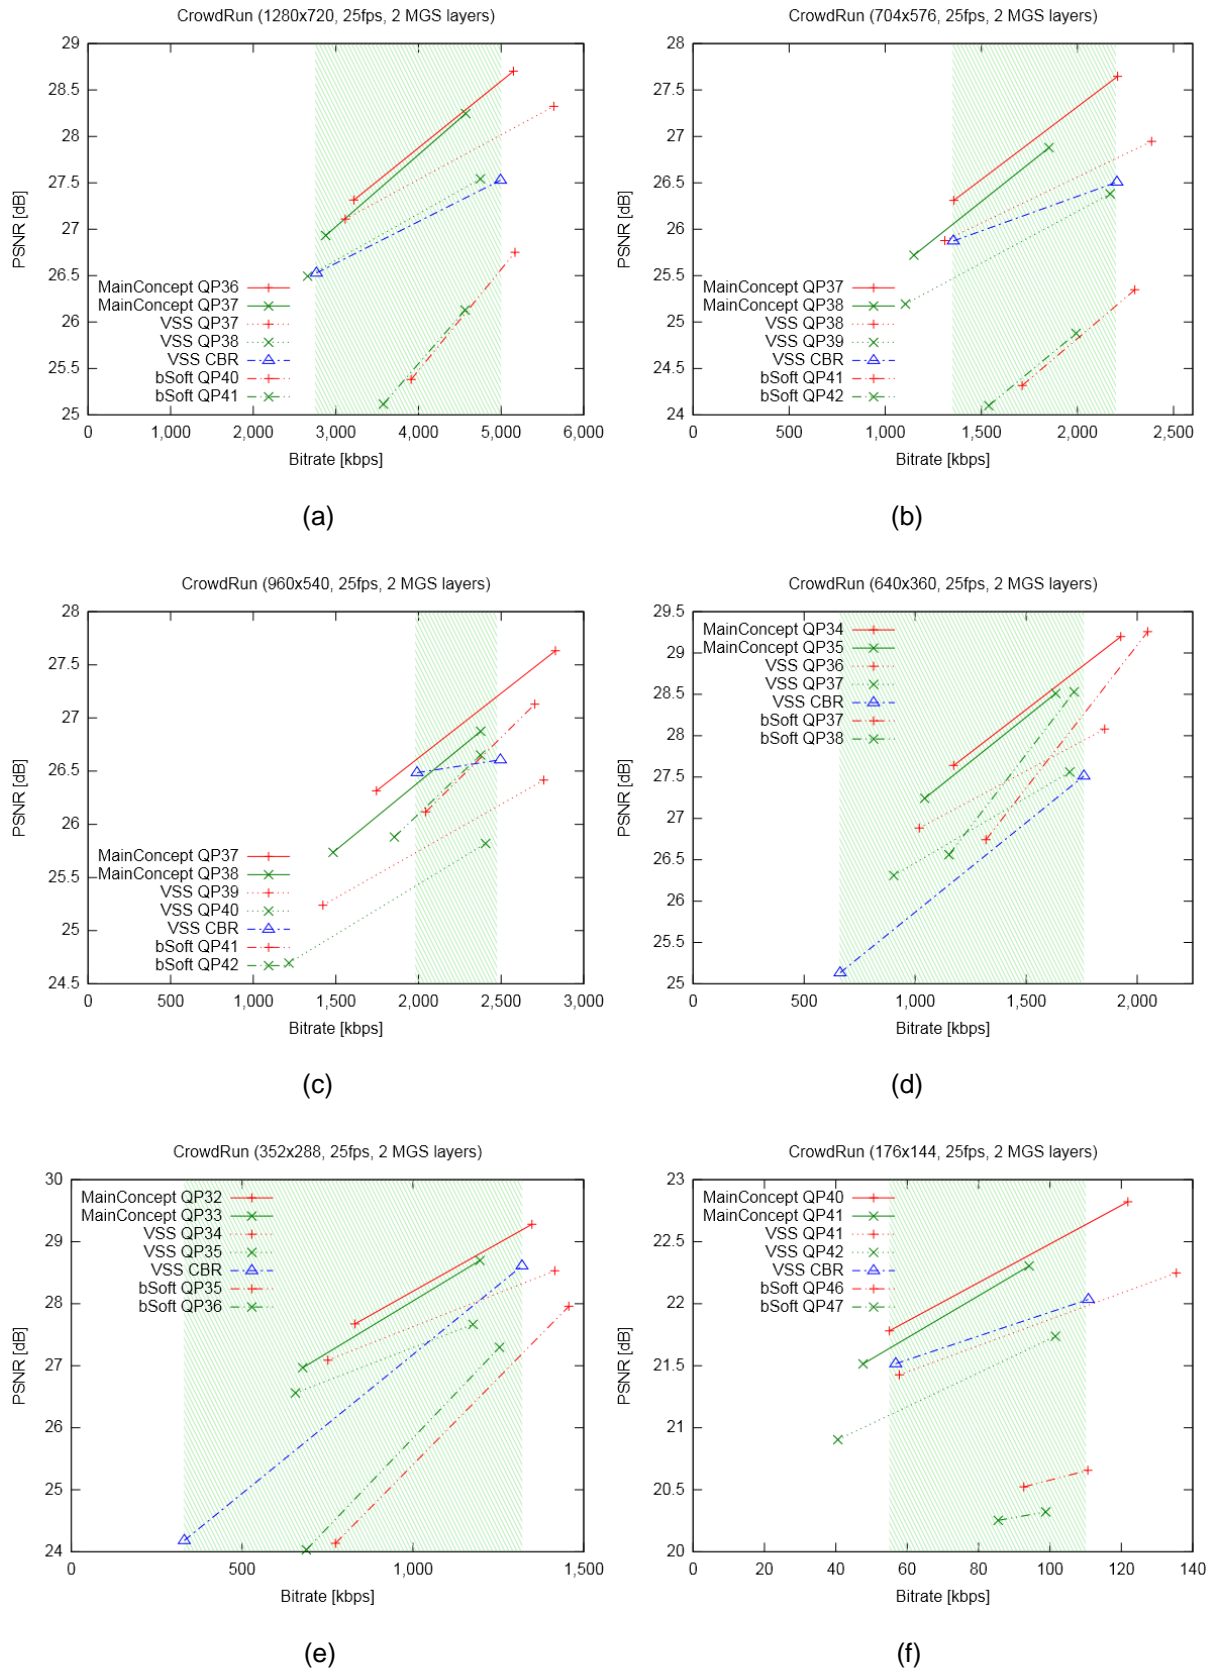 CrowdRun (1280x720, 25fps, 2 MGS layers)
29
28.5
28
27.5
27
26.5
26
25.5
25
PSNR [dB]
MainConcept QP36
MainConcept QP37
VSS QP37
VSS QP38
VSS CBR
bSoft QP40
bSoft QP41
0 1,000 2,000 3,000 4,000 5,000 6,000
Bitrate [kbps]
(a)
CrowdRun (704x576, 25fps, 2 MGS layers)
28
27.5
27
26.5
26
25.5
25
24.5
24
PSNR [dB]
MainConcept QP37
MainConcept QP38
VSS QP38
VSS QP39
VSS CBR
bSoft QP41
bSoft QP42
0 500 1,000 1,500 2,000 2,500
Bitrate [kbps]
(b)
CrowdRun (960x540, 25fps, 2 MGS layers)
28
27.5
27
26.5
26
25.5
25
24.5
PSNR [dB]
MainConcept QP37
MainConcept QP38
VSS QP39
VSS QP40
VSS CBR
bSoft QP41
bSoft QP42
0 500 1,000 1,500 2,000 2,500 3,000
Bitrate [kbps]
(c)
CrowdRun (640x360, 25fps, 2 MGS layers)
29.5
29
28.5
28
27.5
27
26.5
26
25.5
25
PSNR [dB]
MainConcept QP34
MainConcept QP35
VSS QP36
VSS QP37
VSS CBR
bSoft QP37
bSoft QP38
0 500 1,000 1,500 2,000
Bitrate [kbps]
(d)
CrowdRun (352x288, 25fps, 2 MGS layers)
30
29
28
27
26
25
24
PSNR [dB]
MainConcept QP32
MainConcept QP33
VSS QP34
VSS QP35
VSS CBR
bSoft QP35
bSoft QP36
0 500 1,000 1,500
Bitrate [kbps]
(e)
CrowdRun (176x144, 25fps, 2 MGS layers)
23
22.5
22
21.5
21
20.5
20
PSNR [dB]
MainConcept QP40
MainConcept QP41
VSS QP41
VSS QP42
VSS CBR
bSoft QP46
bSoft QP47
0 20 40 60 80 100 120 140
Bitrate [kbps]
(f)